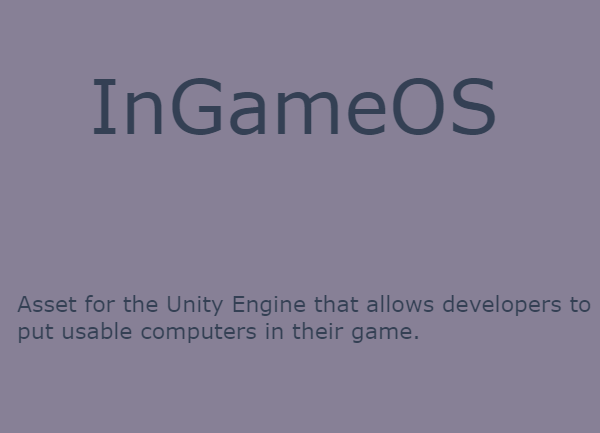 InGameOS
Asset for the Unity Engine that allows developers to
put usable computers in their game.